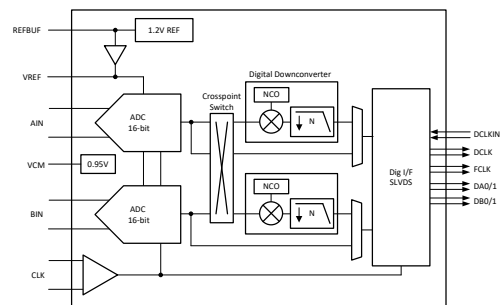 REFBUF
1.2V REF
VREF
Digital Downconverter
Crosspoint
Switch
NCO
ADC
16-bit
N
AIN
VCM
0.95V
Dig I/F
SLVDS
DCLKIN
DCLK
FCLK
DA0/1
DB0/1
NCO
ADC
16-bit
N
BIN
CLK